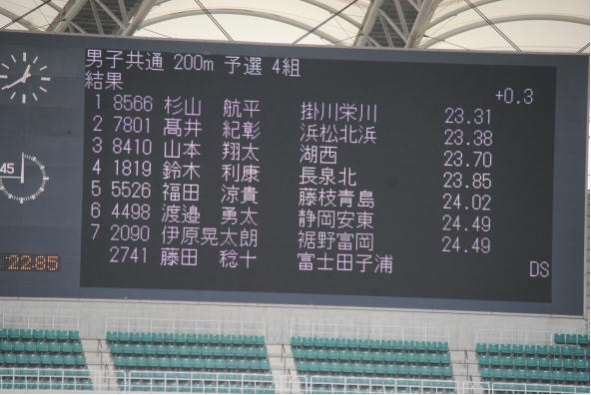 男子共通 200m 予選 4組
結果 +0.3
1 8566 杉山 航平 掛川栄川 23.31
2 7801 髙井 紀彰 浜松北浜 23.38
3 8410 山本 翔太 湖西 23.70
4 1819 鈴木 利康 長泉北 23.85
5 5526 福田 涼貴 藤枝青島 24.02
6 4498 渡邉 勇太 静岡安東 24.49
7 2090 伊原晃太朗 裾野富岡 24.49
2741 藤田 稔十 富士田子浦 DS
45
2285